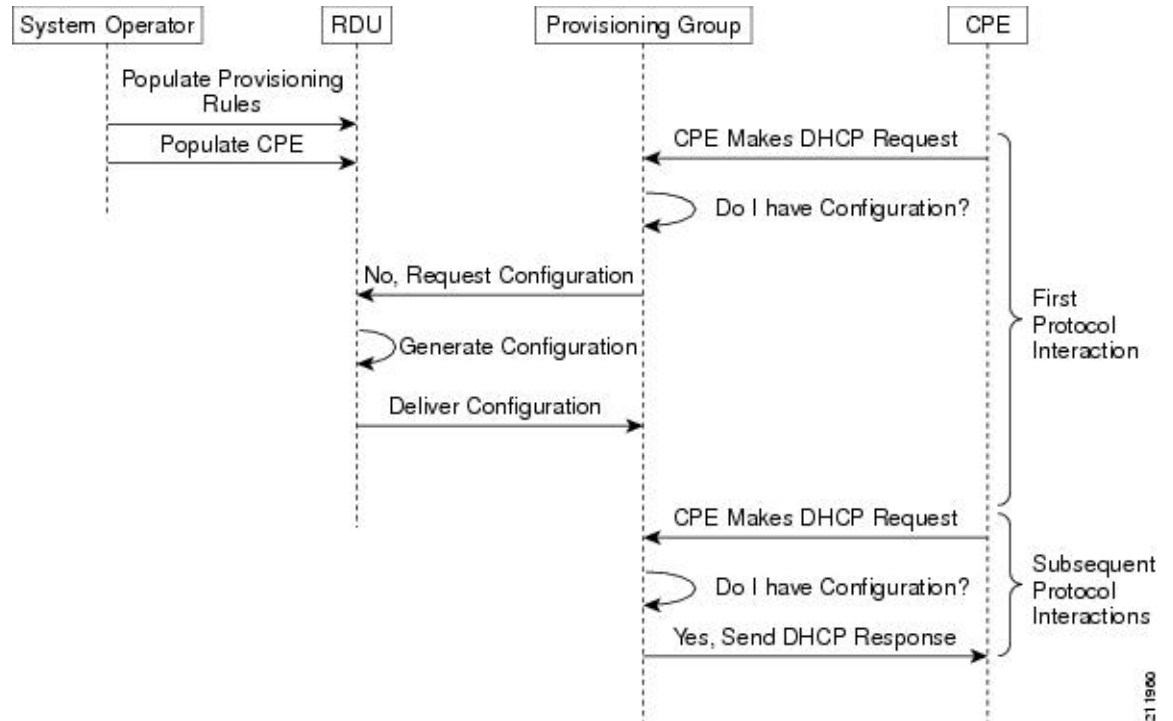 System Operator
RDU
Provisioning Group
CPE
Populate Provisioning
Rules
Populate CPE
CPE Makes DHCP Request
Do I have Configuration?
No, Request Configuration
Generate Configuration
Deliver Configuration
First
Protocol
Interaction
CPE Makes DHCP Request
Do I have Configuration?
Yes, Send DHCP Response
Subsequent
Protocol
Interactions
211960